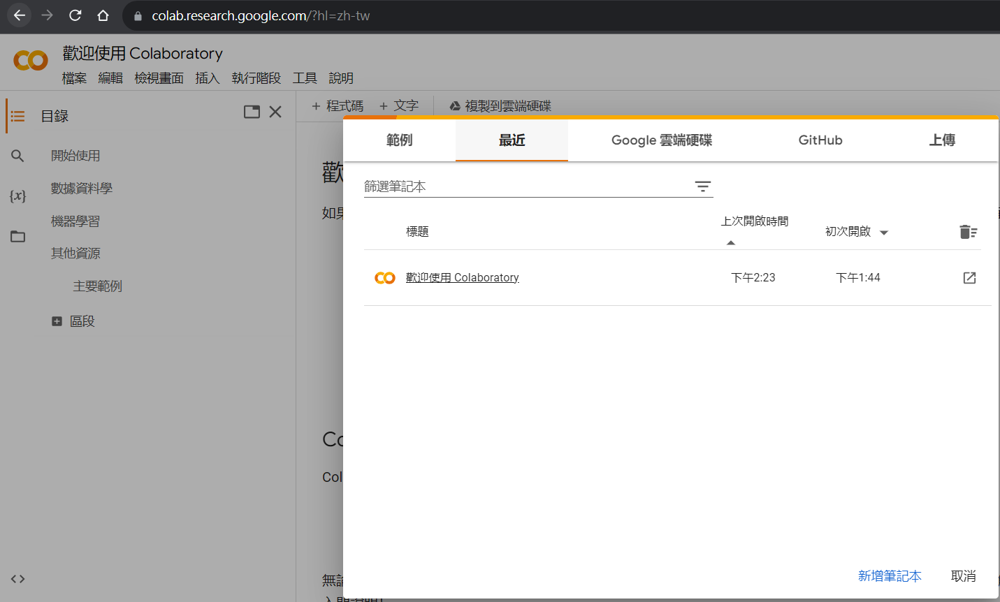 colab.research.google.com/?hl=zh-tw
歡迎使用 Colaboratory
檔案 編輯 檢視畫面 插入 執行階段 工具 說明
目錄
開始使用
數據資料學
機器學習
其他資源
主要範例
區段
+ 程式碼 + 文字 複製到雲端硬碟
歡
如果
Co
Col
無論
範例 最近 Google 雲端硬碟 GitHub 上傳
篩選筆記本
標題 上次開啟時間 初次開啟
歡迎使用 Colaboratory 下午2:23 下午1:44
新增筆記本 取消